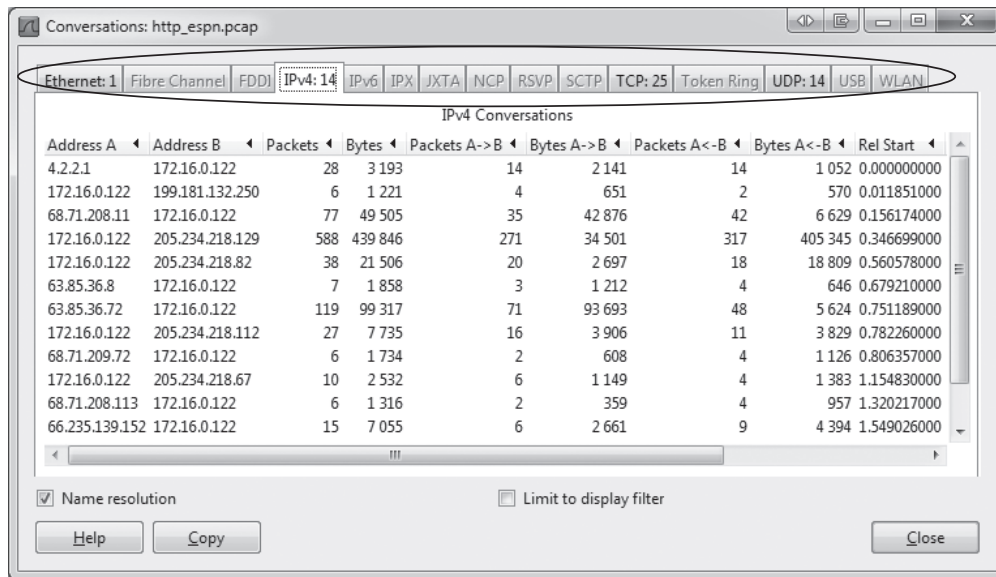 Conversations: http_espn.pcap
Ethernet: 1 Fibre Channel FDDI IPv4: 14 IPv6 IPX JXTA NCP RSVP SCTP TCP: 25 Token Ring UDP: 14 USB WLAN
IPv4 Conversations
Address A Address B Packets Bytes Packets A->B Bytes A->B Packets A<-B Bytes A<-B Rel Start
4.2.2.1 172.16.0.122 28 3 193 14 2 141 14 1 052 0.000000000
172.16.0.122 199.181.132.250 6 1 221 4 651 2 570 0.011851000
68.71.208.11 172.16.0.122 77 49 505 35 42 876 42 6 629 0.156174000
172.16.0.122 205.234.218.129 588 439 846 271 34 501 317 405 345 0.346699000
172.16.0.122 205.234.218.82 38 21 506 20 2 697 18 18 809 0.560578000
63.85.36.8 172.16.0.122 7 1 858 3 1 212 4 646 0.679210000
63.85.36.72 172.16.0.122 119 99 317 71 93 693 48 5 624 0.751189000
172.16.0.122 205.234.218.112 27 7 735 16 3 906 11 3 829 0.782260000
68.71.209.72 172.16.0.122 6 1 734 2 608 4 1 126 0.806357000
172.16.0.122 205.234.218.67 10 2 532 6 1 149 4 1 383 1.154830000
68.71.208.113 172.16.0.122 6 1 316 2 359 4 957 1.320217000
66.235.139.152 172.16.0.122 15 7 055 6 2 661 9 4 394 1.549026000
Name resolution Limit to display filter
Help Copy Close